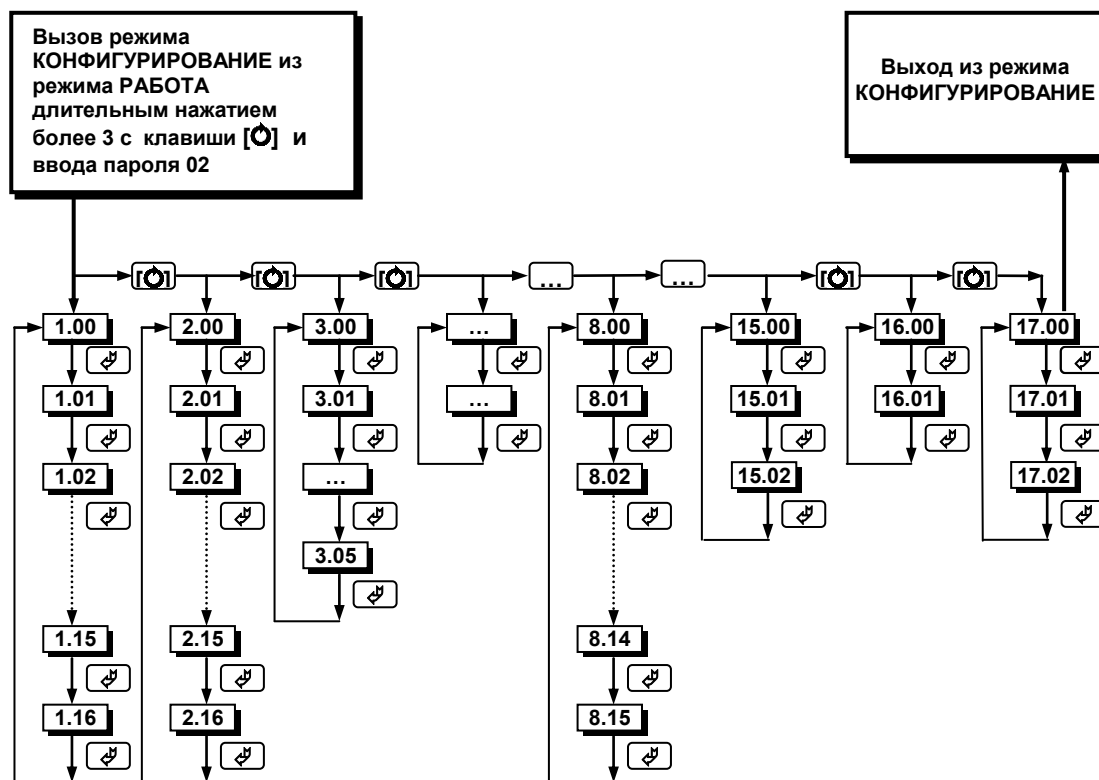 Вызов режима
КОНФИГУРИРОВАНИЕ из
режима РАБОТА
длительным нажатием
более 3 с клавиши [↻] и
ввода пароля 02
Выход из режима
КОНФИГУРИРОВАНИЕ
[↻] [↻] [↻] ... ... [↻] [↻]
1.00 2.00 3.00 ... 8.00 15.00 16.00 17.00
1.01 2.01 3.01 ... 8.01 15.01 16.01 17.01
1.02 2.02 ... 8.02 15.02 17.02
3.05
1.15 2.15 8.14
1.16 2.16 8.15